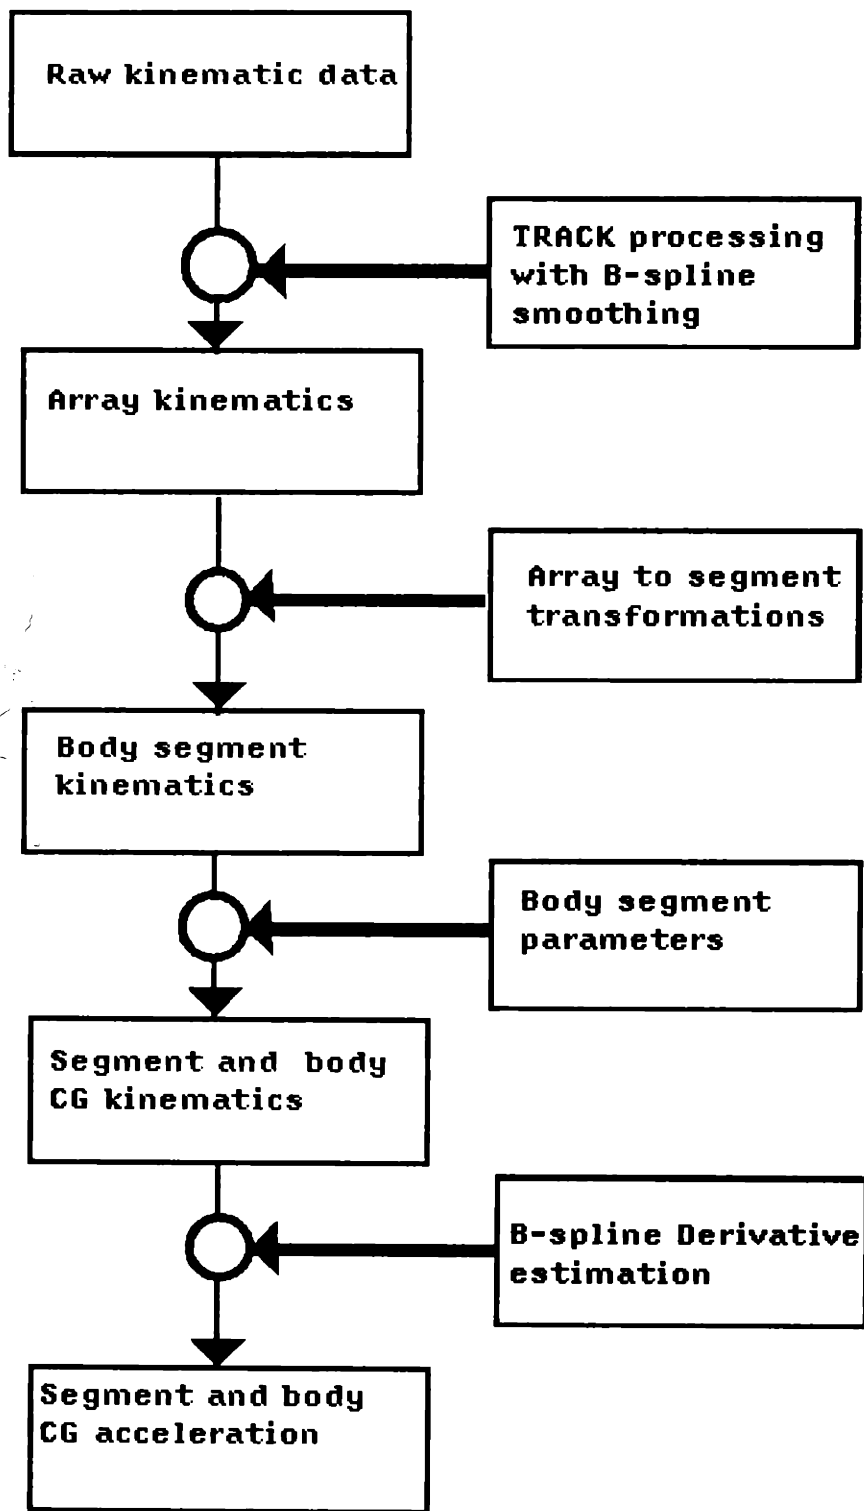 Raw kinematic data
TRACK processing
with B-spline
smoothing
Array kinematics
Array to segment
transformations
Body segment
kinematics
Body segment
parameters
Segment and body
CG kinematics
B-spline Derivative
estimation
Segment and body
CG acceleration